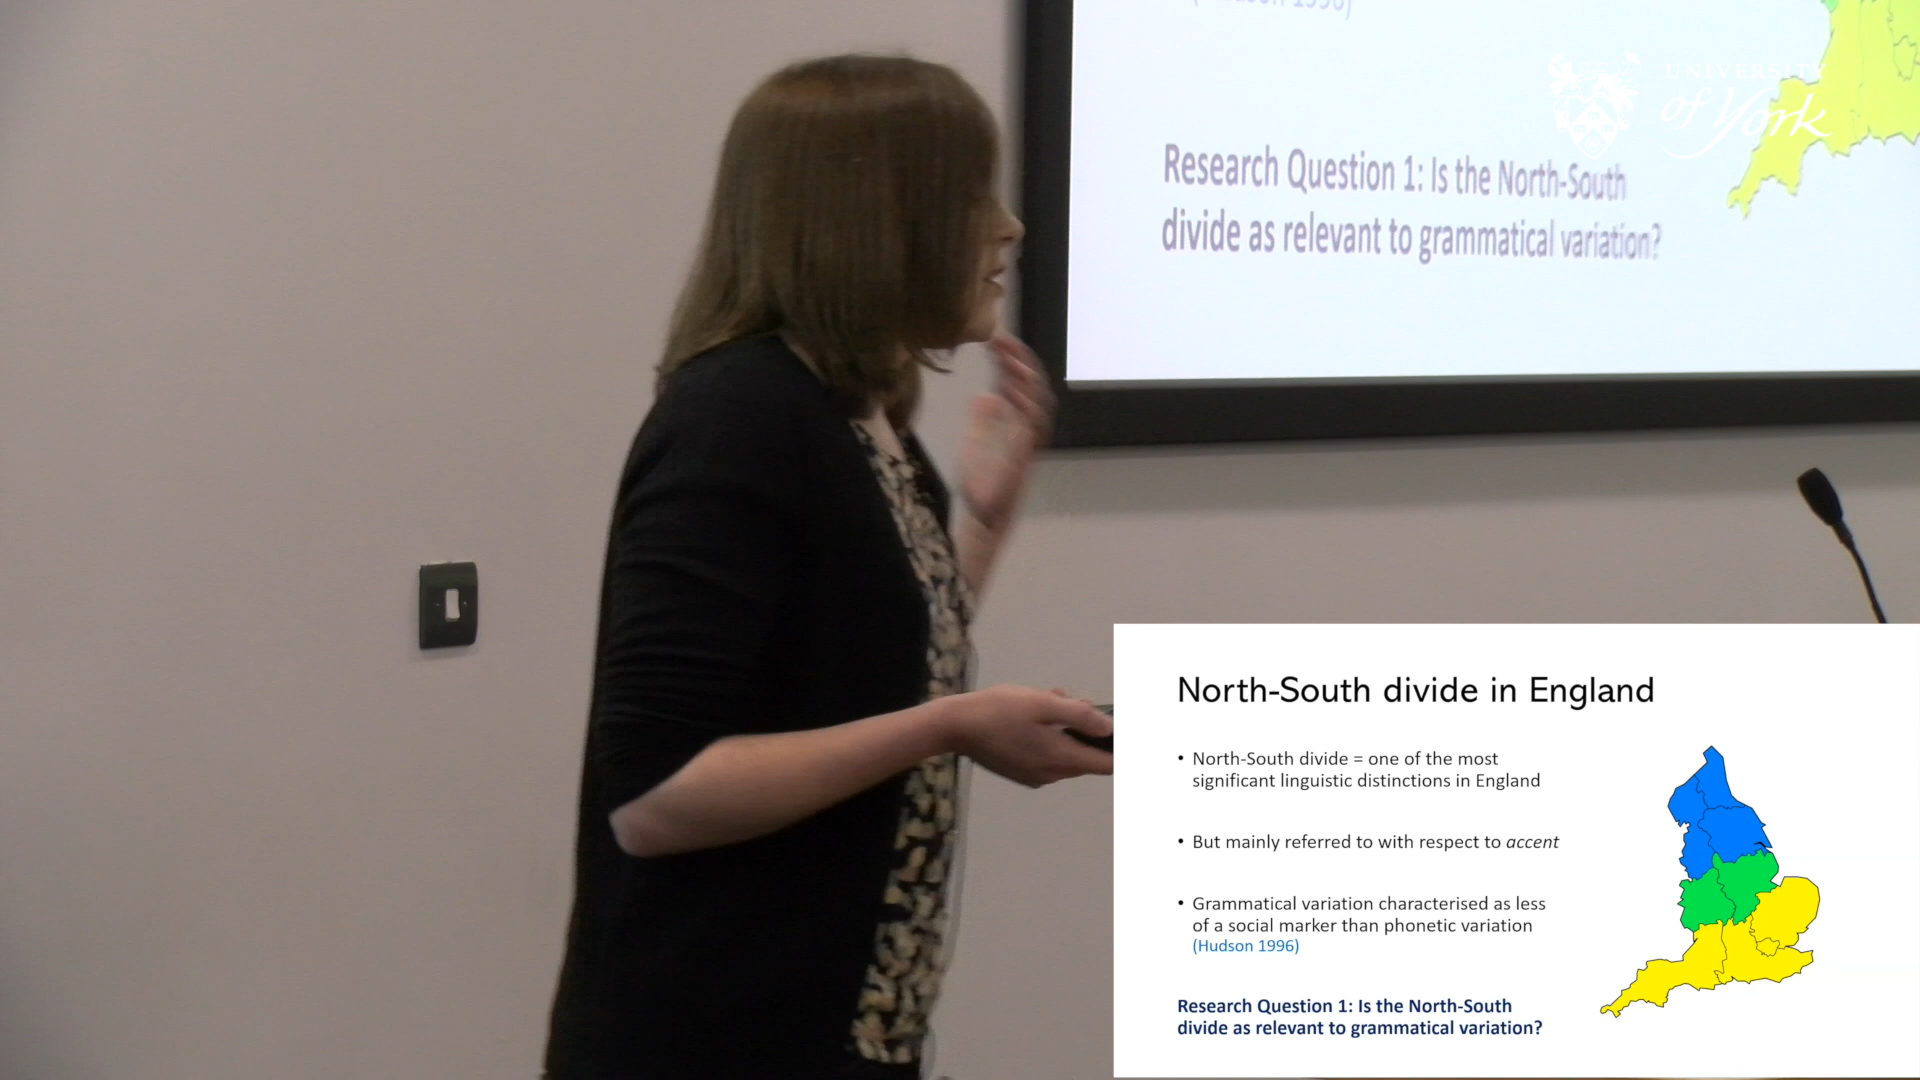 (Hudson 1996)
UNIVERSITY
of York
Research Question 1: Is the North-South
divide as relevant to grammatical variation?
North-South divide in England
• North-South divide = one of the most
significant linguistic distinctions in England
• But mainly referred to with respect to accent
• Grammatical variation characterised as less
of a social marker than phonetic variation
(Hudson 1996)
Research Question 1: Is the North-South
divide as relevant to grammatical variation?